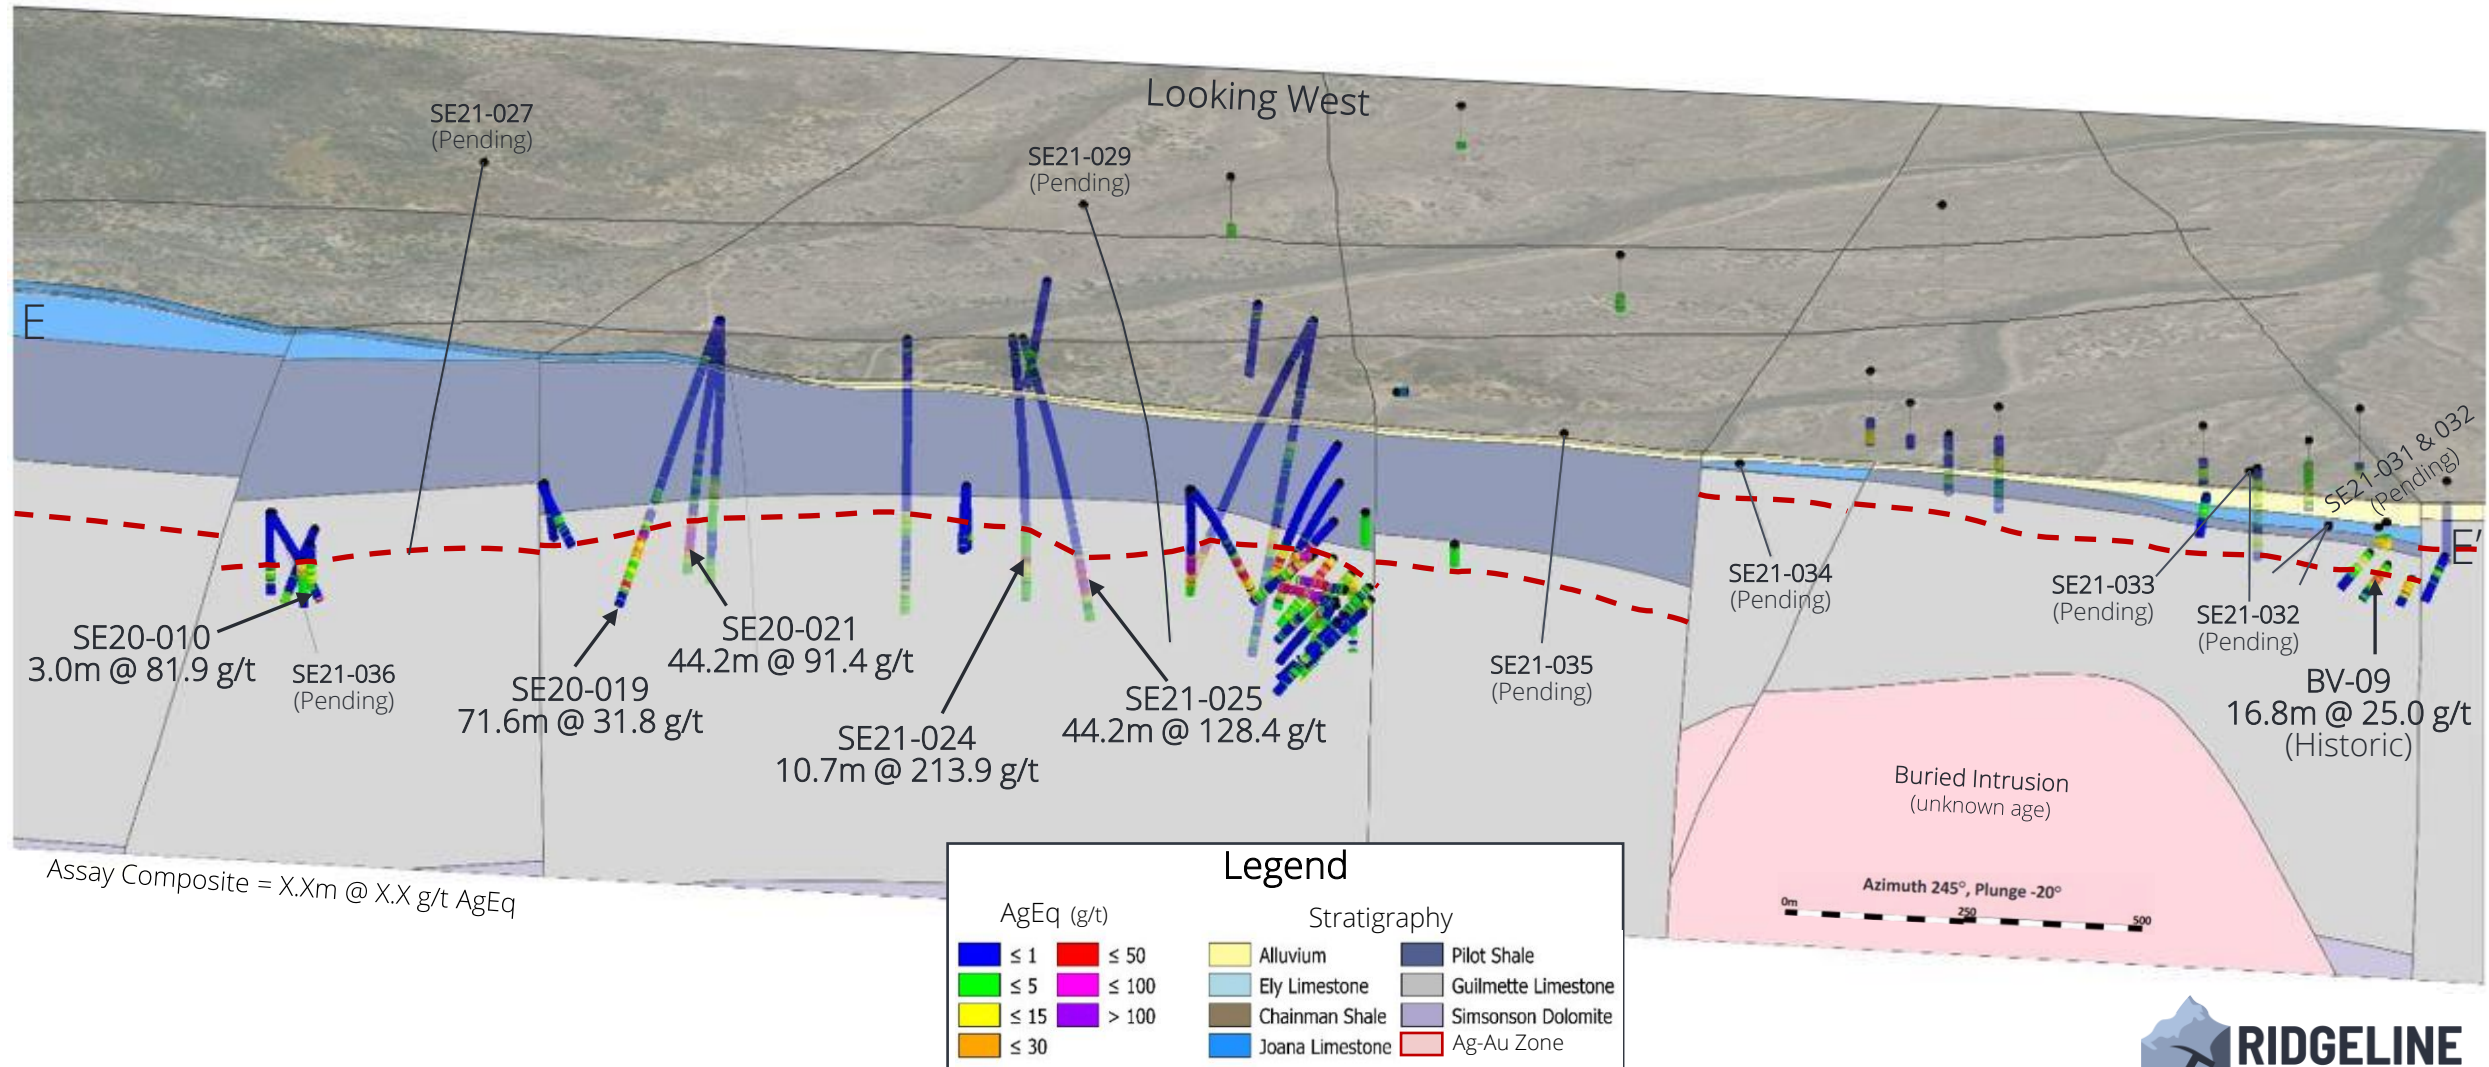 Looking West
SE21-027
(Pending)
SE21-029
(Pending)
E
SE21-031 & 032
(Pending)
E'
SE20-010
3.0m @ 81.9 g/t
SE21-036
(Pending)
SE20-019
71.6m @ 31.8 g/t
SE20-021
44.2m @ 91.4 g/t
SE21-024
10.7m @ 213.9 g/t
SE21-025
44.2m @ 128.4 g/t
SE21-035
(Pending)
SE21-034
(Pending)
SE21-033
(Pending)
SE21-032
(Pending)
BV-09
16.8m @ 25.0 g/t
(Historic)
Buried Intrusion
(unknown age)
Azimuth 245°, Plunge -20°
0m 250 500
Assay Composite = X.Xm @ X.X g/t AgEq
Legend
AgEq (g/t)
≤ 1
≤ 5
≤ 15
≤ 30
≤ 50
≤ 100
> 100
Stratigraphy
Alluvium
Ely Limestone
Chainman Shale
Joana Limestone
Pilot Shale
Guilmette Limestone
Simsonson Dolomite
Ag-Au Zone
RIDGELINE